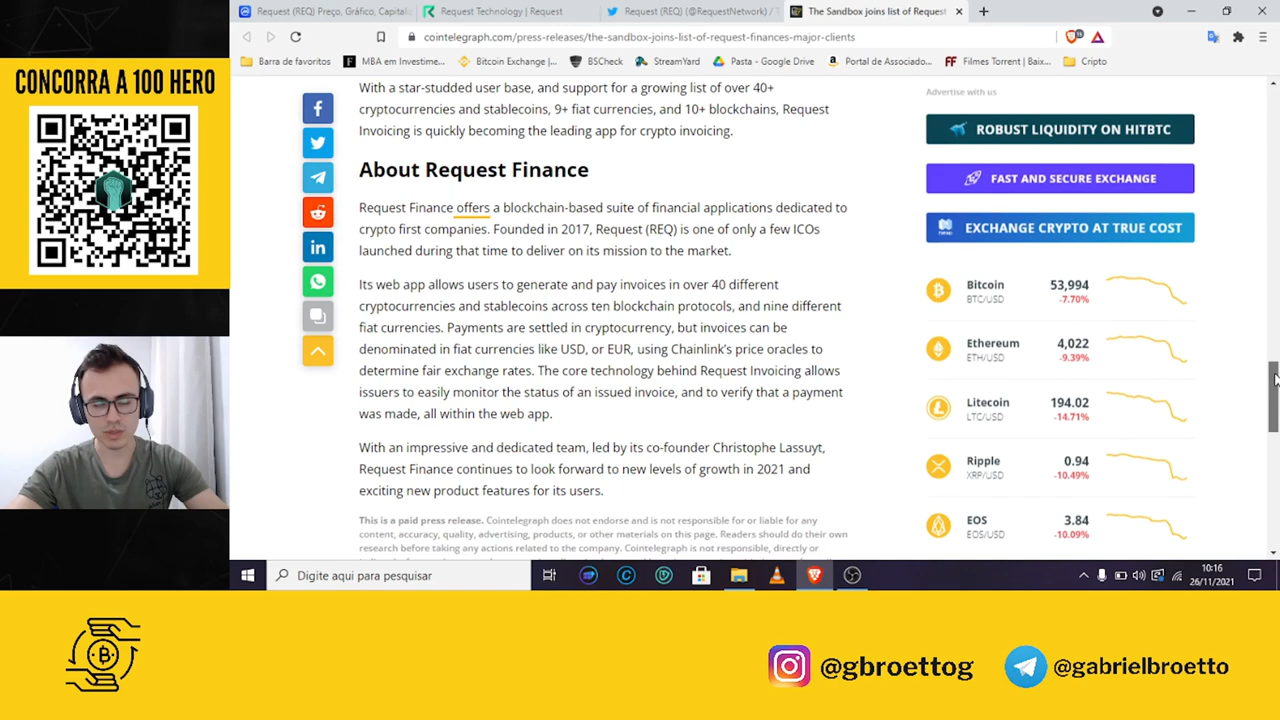 CONCORRA A 100 HERO
Request (REQ) Preço, Gráfico, Capitali
Request Technology | Request
Request (REQ) (@RequestNetwork) / T
The Sandbox joins list of Request
cointelegraph.com/press-releases/the-sandbox-joins-list-of-request-finances-major-clients
Barra de favoritos
MBA em Investime...
Bitcoin Exchange |...
BSCheck
StreamYard
Pasta - Google Drive
Portal de Associado...
Filmes Torrent | Baix...
Cripto
With a star-studded user base, and support for a growing list of over 40+
cryptocurrencies and stablecoins, 9+ fiat currencies, and 10+ blockchains, Request
Invoicing is quickly becoming the leading app for crypto invoicing.
About Request Finance
Request Finance offers a blockchain-based suite of financial applications dedicated to
crypto first companies. Founded in 2017, Request (REQ) is one of only a few ICOs
launched during that time to deliver on its mission to the market.
Its web app allows users to generate and pay invoices in over 40 different
cryptocurrencies and stablecoins across ten blockchain protocols, and nine different
fiat currencies. Payments are settled in cryptocurrency, but invoices can be
denominated in fiat currencies like USD, or EUR, using Chainlink's price oracles to
determine fair exchange rates. The core technology behind Request Invoicing allows
issuers to easily monitor the status of an issued invoice, and to verify that a payment
was made, all within the web app.
With an impressive and dedicated team, led by its co-founder Christophe Lassuyt,
Request Finance continues to look forward to new levels of growth in 2021 and
exciting new product features for its users.
This is a paid press release. Cointelegraph does not endorse and is not responsible for or liable for any
content, accuracy, quality, advertising, products, or other materials on this page. Readers should do their own
research before taking any actions related to the company. Cointelegraph is not responsible, directly or
Advertise with us
ROBUST LIQUIDITY ON HITBTC
FAST AND SECURE EXCHANGE
EXCHANGE CRYPTO AT TRUE COST
Bitcoin 53,994
BTC/USD -7.70%
Ethereum 4,022
ETH/USD -9.39%
Litecoin 194.02
LTC/USD -14.71%
Ripple 0.94
XRP/USD -10.49%
EOS 3.84
EOS/USD -10.09%
Digite aqui para pesquisar
10:16
26/11/2021
@gbroettog
@gabrielbroetto